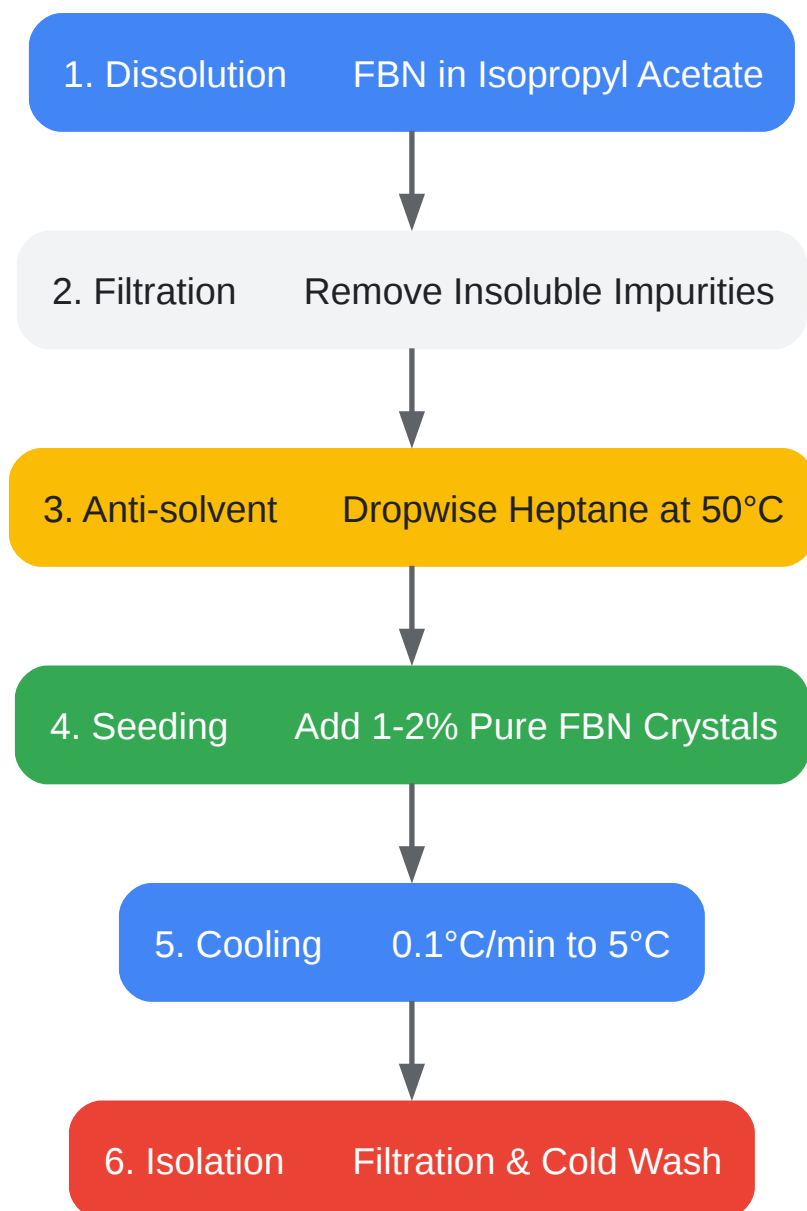 1. Dissolution FBN in Isopropyl Acetate
2. Filtration Remove Insoluble Impurities
3. Anti-solvent Dropwise Heptane at 50°C
4. Seeding Add 1-2% Pure FBN Crystals
5. Cooling 0.1°C/min to 5°C
6. Isolation Filtration & Cold Wash